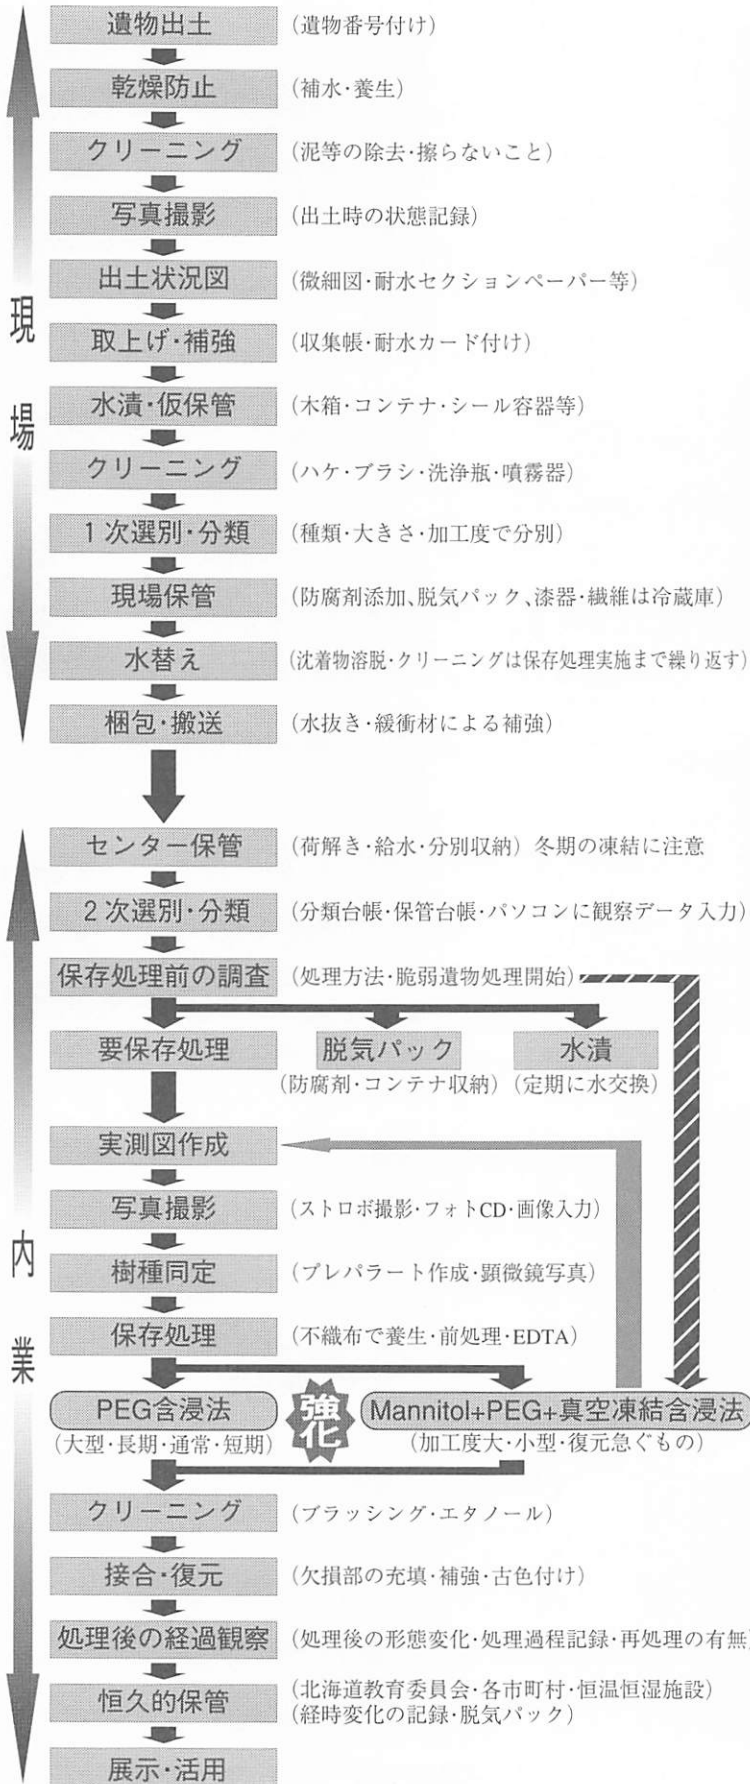 遺物出土 (遺物番号付け)
乾燥防止 (補水・養生)
クリーニング (泥等の除去・擦らないこと)
写真撮影 (出土時の状態記録)
出土状況図 (微細図・耐水セクションペーパー等)
取上げ・補強 (収集帳・耐水カード付け)
水漬・仮保管 (木箱・コンテナ・シール容器等)
クリーニング (ハケ・ブラシ・洗浄瓶・噴霧器)
1次選別・分類 (種類・大きさ・加工度で分別)
現場保管 (防腐剤添加、脱気パック、漆器・繊維は冷蔵庫)
水替え (沈着物溶脱・クリーニングは保存処理実施まで繰り返す)
梱包・搬送 (水抜き・緩衝材による補強)
現場
センター保管 (荷解き・給水・分別収納) 冬期の凍結に注意
2次選別・分類 (分類台帳・保管台帳・パソコンに観察データ入力)
保存処理前の調査 (処理方法・脆弱遺物処理開始)
要保存処理 脱気パック 水漬
(防腐剤・コンテナ収納) (定期に水交換)
実測図作成
写真撮影 (ストロボ撮影・フォトCD・画像入力)
樹種同定 (プレパラート作成・顕微鏡写真)
保存処理 (不織布で養生・前処理・EDTA)
PEG含浸法 強化 Mannitol+PEG+真空凍結含浸法
(大型・長期・通常・短期) (加工度大・小型・復元急ぐもの)
クリーニング (ブラッシング・エタノール)
接合・復元 (欠損部の充填・補強・古色付け)
処理後の経過観察 (処理後の形態変化・処理過程記録・再処理の有無)
恒久的保管 (北海道教育委員会・各市町村・恒温恒湿施設)
(経時変化の記録・脱気パック)
展示・活用
内業